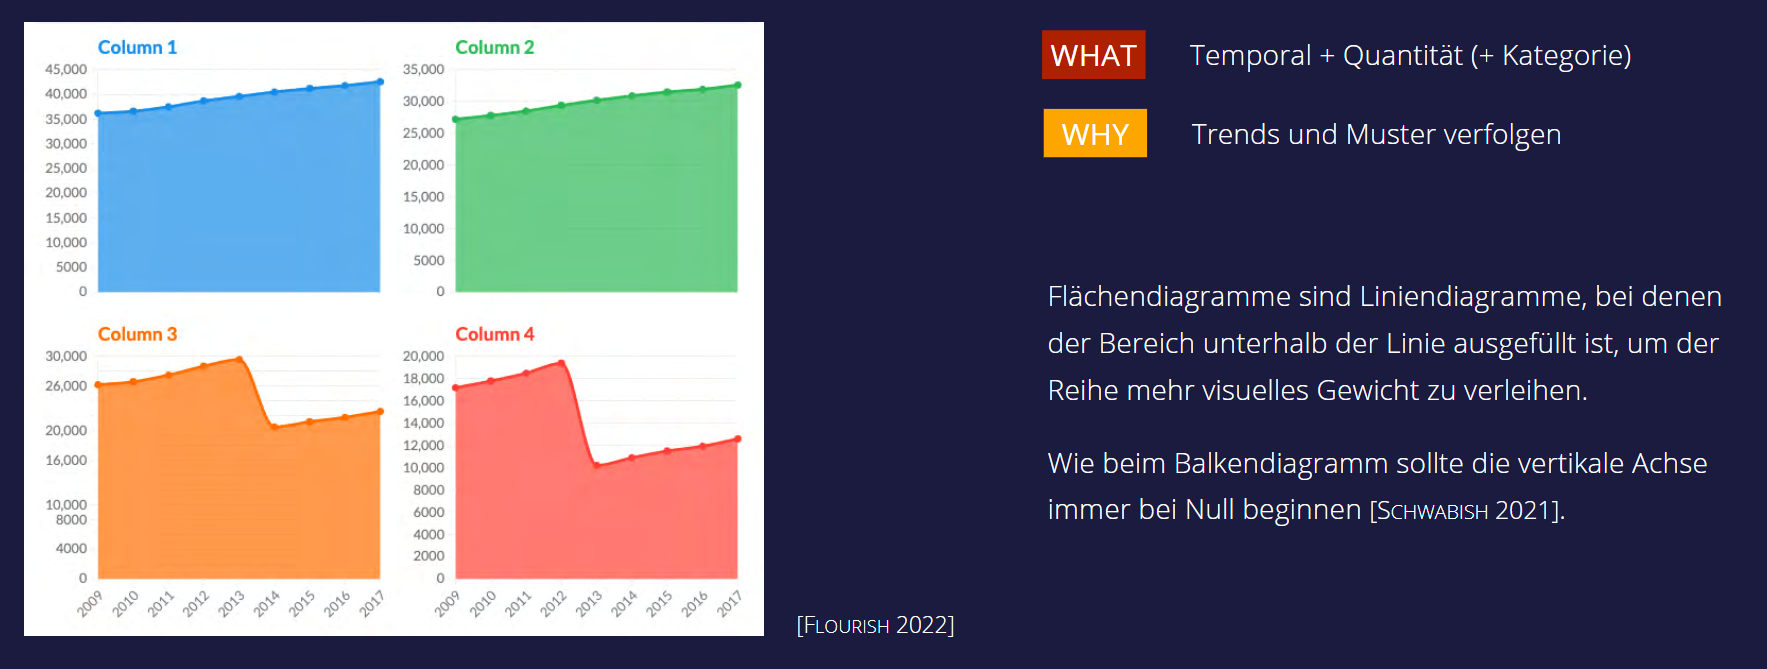 Column 1
45,000
40,000
35,000
30,000
25,000
20,000
15,000
10,000
5000
0
Column 2
35,000
30,000
25,000
20,000
15,000
10,000
5000
0
Column 3
30,000
26,000
20,000
16,000
10,000
8000
4000
0
2009 2010 2011 2012 2013 2014 2015 2016 2017
Column 4
20,000
18,000
16,000
14,000
12,000
10,000
8000
6000
4000
2000
0
2009 2010 2011 2012 2013 2014 2015 2016 2017
[FLOURISH 2022]
WHAT Temporal + Quantität (+ Kategorie)
WHY Trends und Muster verfolgen
Flächendiagramme sind Liniendiagramme, bei denen
der Bereich unterhalb der Linie ausgefüllt ist, um der
Reihe mehr visuelles Gewicht zu verleihen.
Wie beim Balkendiagramm sollte die vertikale Achse
immer bei Null beginnen [SCHWABISH 2021].